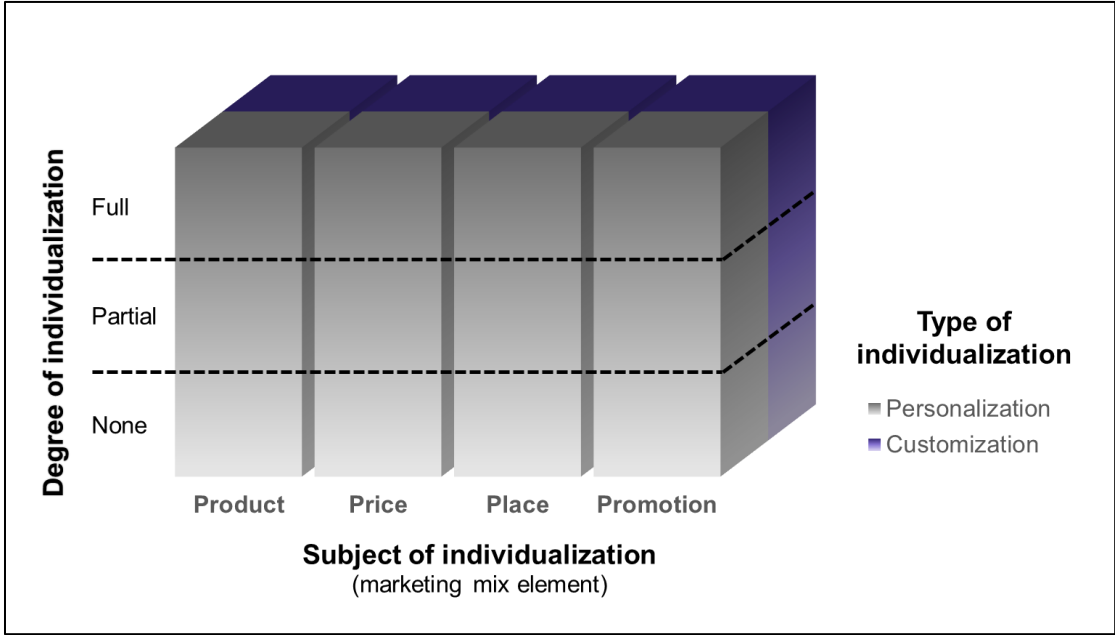 Degree of individualization
Full
Partial
None
Product Price Place Promotion
Subject of individualization
(marketing mix element)
Type of
individualization
Personalization
Customization